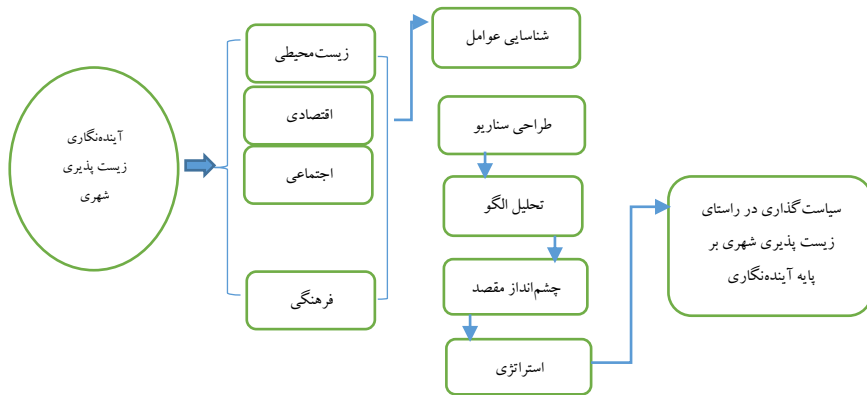 آینده‌نگاری
زیست پذیری
شهری
زیست‌محیطی
اقتصادی
اجتماعی
فرهنگی
شناسایی عوامل
طراحی سناریو
تحلیل الگو
چشم‌انداز مقصد
استراتژی
سیاست‌گذاری در راستای
زیست پذیری شهری بر
پایه آینده‌نگاری